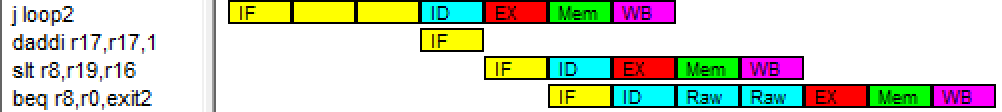 j loop2 IF ID EX Mem WB
daddi r17,r17,1 IF
slt r8,r19,r16 IF ID EX Mem WB
beq r8,r0,exit2 IF ID Raw Raw EX Mem WB